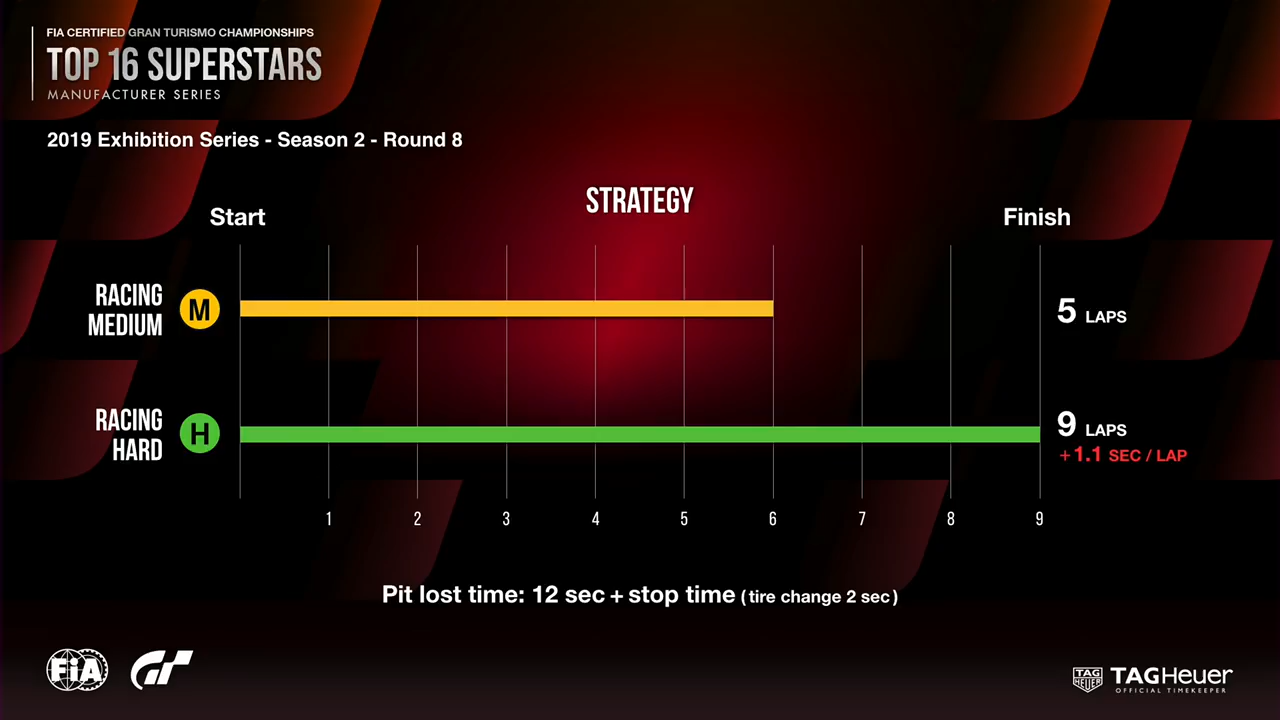 FIA CERTIFIED GRAN TURISMO CHAMPIONSHIPS
TOP 16 SUPERSTARS
MANUFACTURER SERIES
2019 Exhibition Series - Season 2 - Round 8
STRATEGY
Start
Finish
RACING
MEDIUM
M
5 LAPS
RACING
HARD
H
9 LAPS
+1.1 SEC / LAP
1 2 3 4 5 6 7 8 9
Pit lost time: 12 sec + stop time (tire change 2 sec)
FiA
GT
TAG
HEUER
TAGHeuer
OFFICIAL TIMEKEEPER